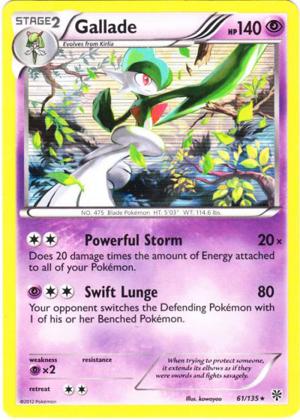 STAGE2
Gallade
HP140
Evolves from Kirlia
NO. 475 Blade Pokémon HT. 5'03" WT. 114.6 lbs.
Powerful Storm 20×
Does 20 damage times the amount of Energy attached
to all of your Pokémon.
Swift Lunge 80
Your opponent switches the Defending Pokémon with
1 of his or her Benched Pokémon.
weakness resistance
×2
retreat
When trying to protect someone,
it extends its elbows as if they
were swords and fights savagely.
Illus. kawayoo
61/135 ★
©2012 Pokémon